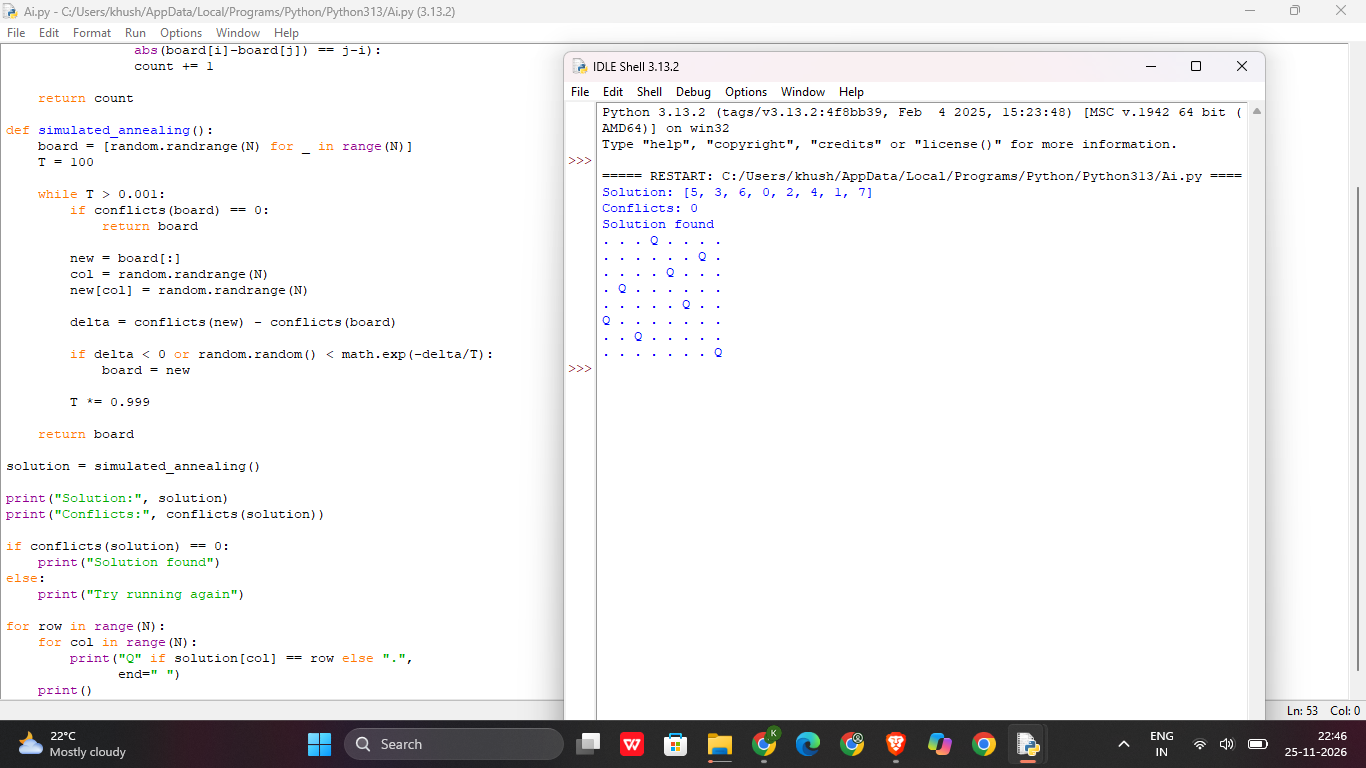 Ai.py - C:/Users/khush/AppData/Local/Programs/Python/Python313/Ai.py (3.13.2)
File Edit Format Run Options Window Help
abs(board[i]-board[j]) == j-i):
count += 1
return count
def simulated_annealing():
board = [random.randrange(N) for _ in range(N)]
T = 100
while T > 0.001:
if conflicts(board) == 0:
return board
new = board[:]
col = random.randrange(N)
new[col] = random.randrange(N)
delta = conflicts(new) - conflicts(board)
if delta < 0 or random.random() < math.exp(-delta/T):
board = new
T *= 0.999
return board
solution = simulated_annealing()
print("Solution:", solution)
print("Conflicts:", conflicts(solution))
if conflicts(solution) == 0:
print("Solution found")
else:
print("Try running again")
for row in range(N):
for col in range(N):
print("Q" if solution[col] == row else ".",
end=" ")
print()
IDLE Shell 3.13.2
File Edit Shell Debug Options Window Help
Python 3.13.2 (tags/v3.13.2:4f8bb39, Feb  4 2025, 15:23:48) [MSC v.1942 64 bit (
AMD64)] on win32
Type "help", "copyright", "credits" or "license()" for more information.
>>>
===== RESTART: C:/Users/khush/AppData/Local/Programs/Python/Python313/Ai.py ====
Solution: [5, 3, 6, 0, 2, 4, 1, 7]
Conflicts: 0
Solution found
. . . Q . . . .
. . . . . . Q .
. . . . Q . . .
. Q . . . . . .
. . . . . Q . .
Q . . . . . . .
. . Q . . . . .
. . . . . . . Q
>>>
Ln: 53 Col: 0
22°C
Mostly cloudy
Search
W
K
ENG
IN
22:46
25-11-2026